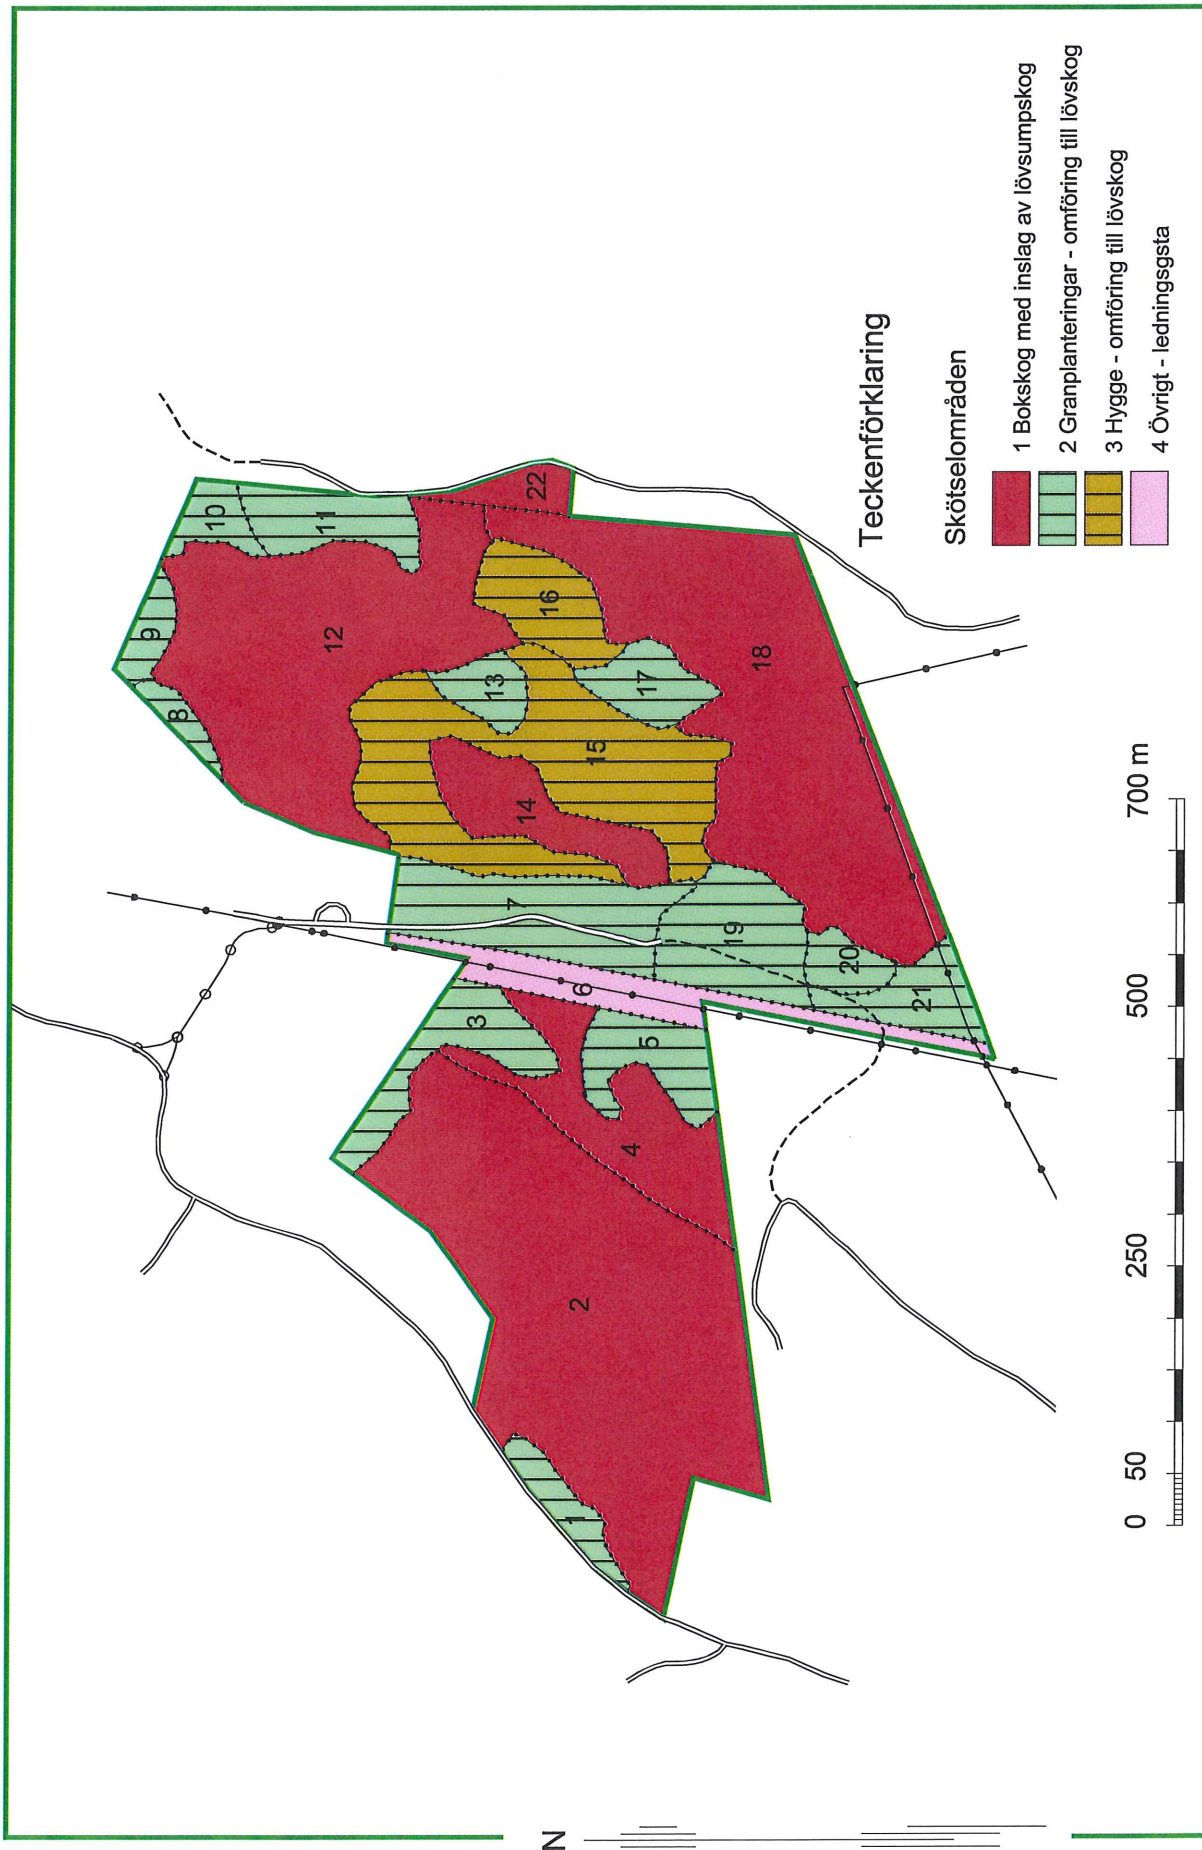 N
1
2
3
4
5
6
7
8
9
10
11
12
13
14
15
16
17
18
19
20
21
22
Teckenförklaring
Skötselområden
1 Bokskog med inslag av lövsumpskog
2 Granplanteringar - omföring till lövskog
3 Hygge - omföring till lövskog
4 Övrigt - ledningsgsta
0 50 250 500 700 m